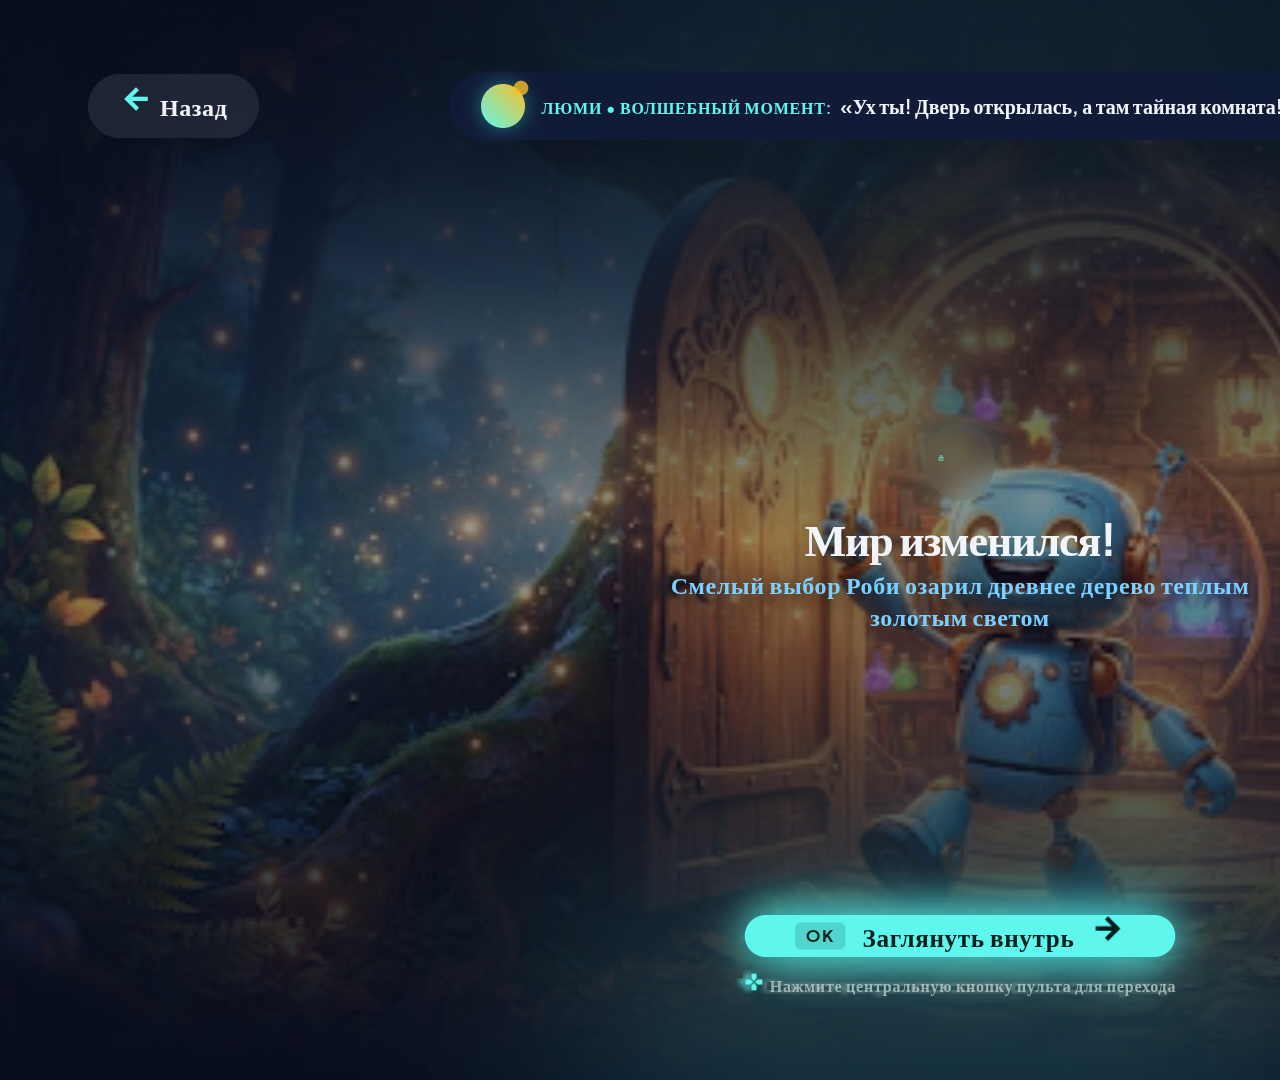 Назад
ЛЮМИ ● ВОЛШЕБНЫЙ МОМЕНТ: «Ух ты! Дверь открылась, а там тайная комната!
Мир изменился!
Смелый выбор Роби озарил древнее дерево теплым
золотым светом
OK Заглянуть внутрь
Нажмите центральную кнопку пульта для перехода